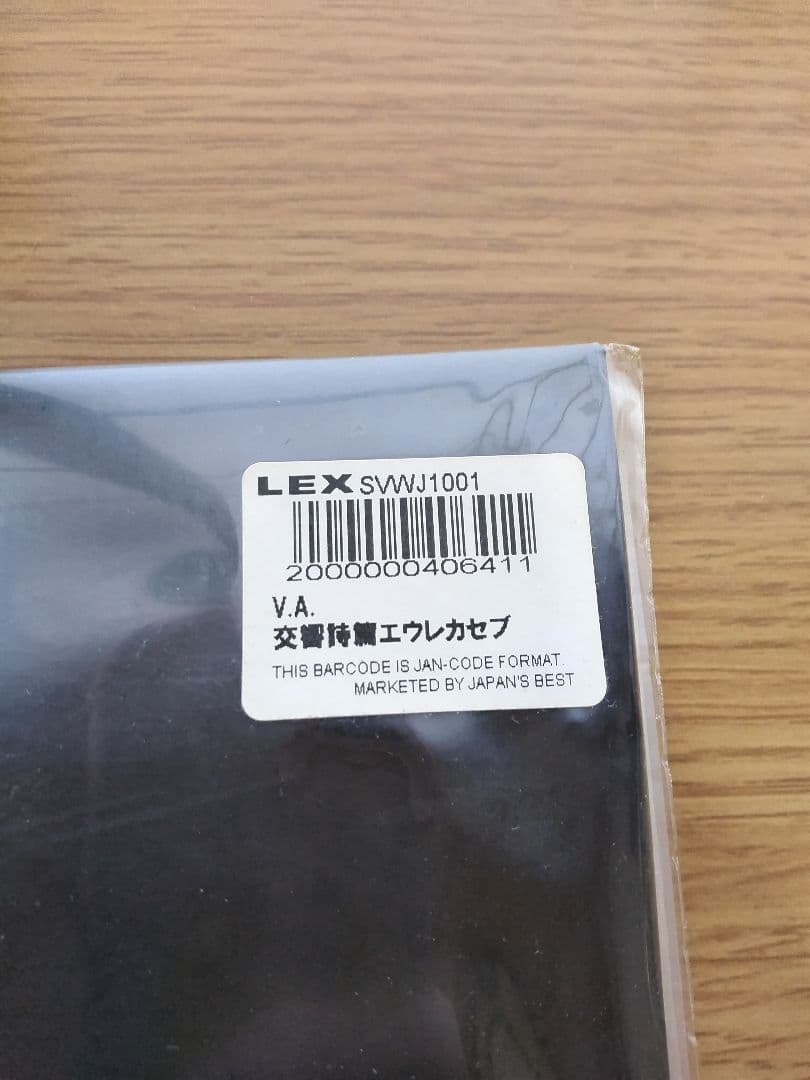 LEX SVWJ1001
2000000406411
V.A.
交響詩篇エウレカセブ
THIS BARCODE IS JAN-CODE FORMAT.
MARKETED BY JAPAN'S BEST